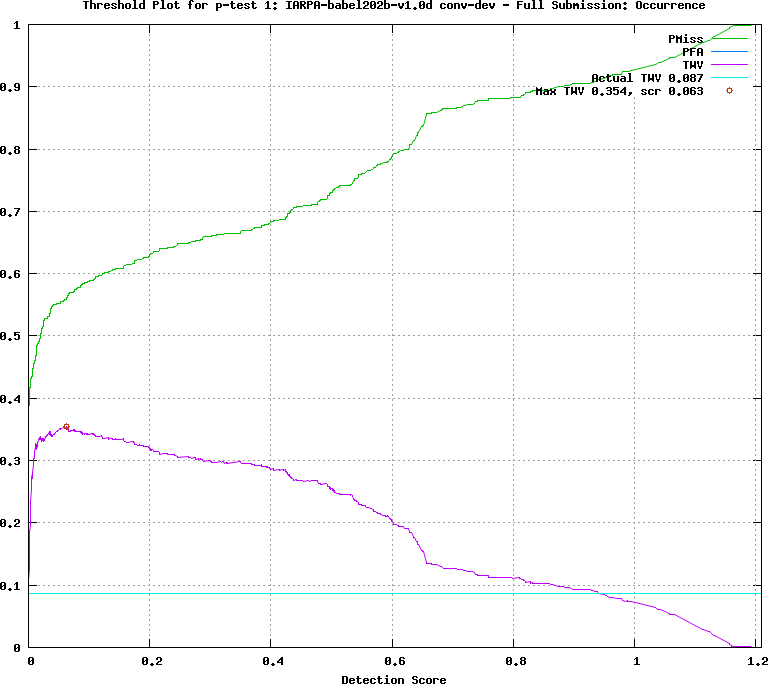 Threshold Plot for p-test 1: IARPA-babel202b-v1.0d conv-dev - Full Submission: Occurrence
1
PMiss
PFA
TWV
Actual TWV 0.087
Max TWV 0.354, scr 0.063
0.9
0.8
0.7
0.6
0.5
0.4
0.3
0.2
0.1
0
0 0.2 0.4 0.6 0.8 1 1.2
Detection Score